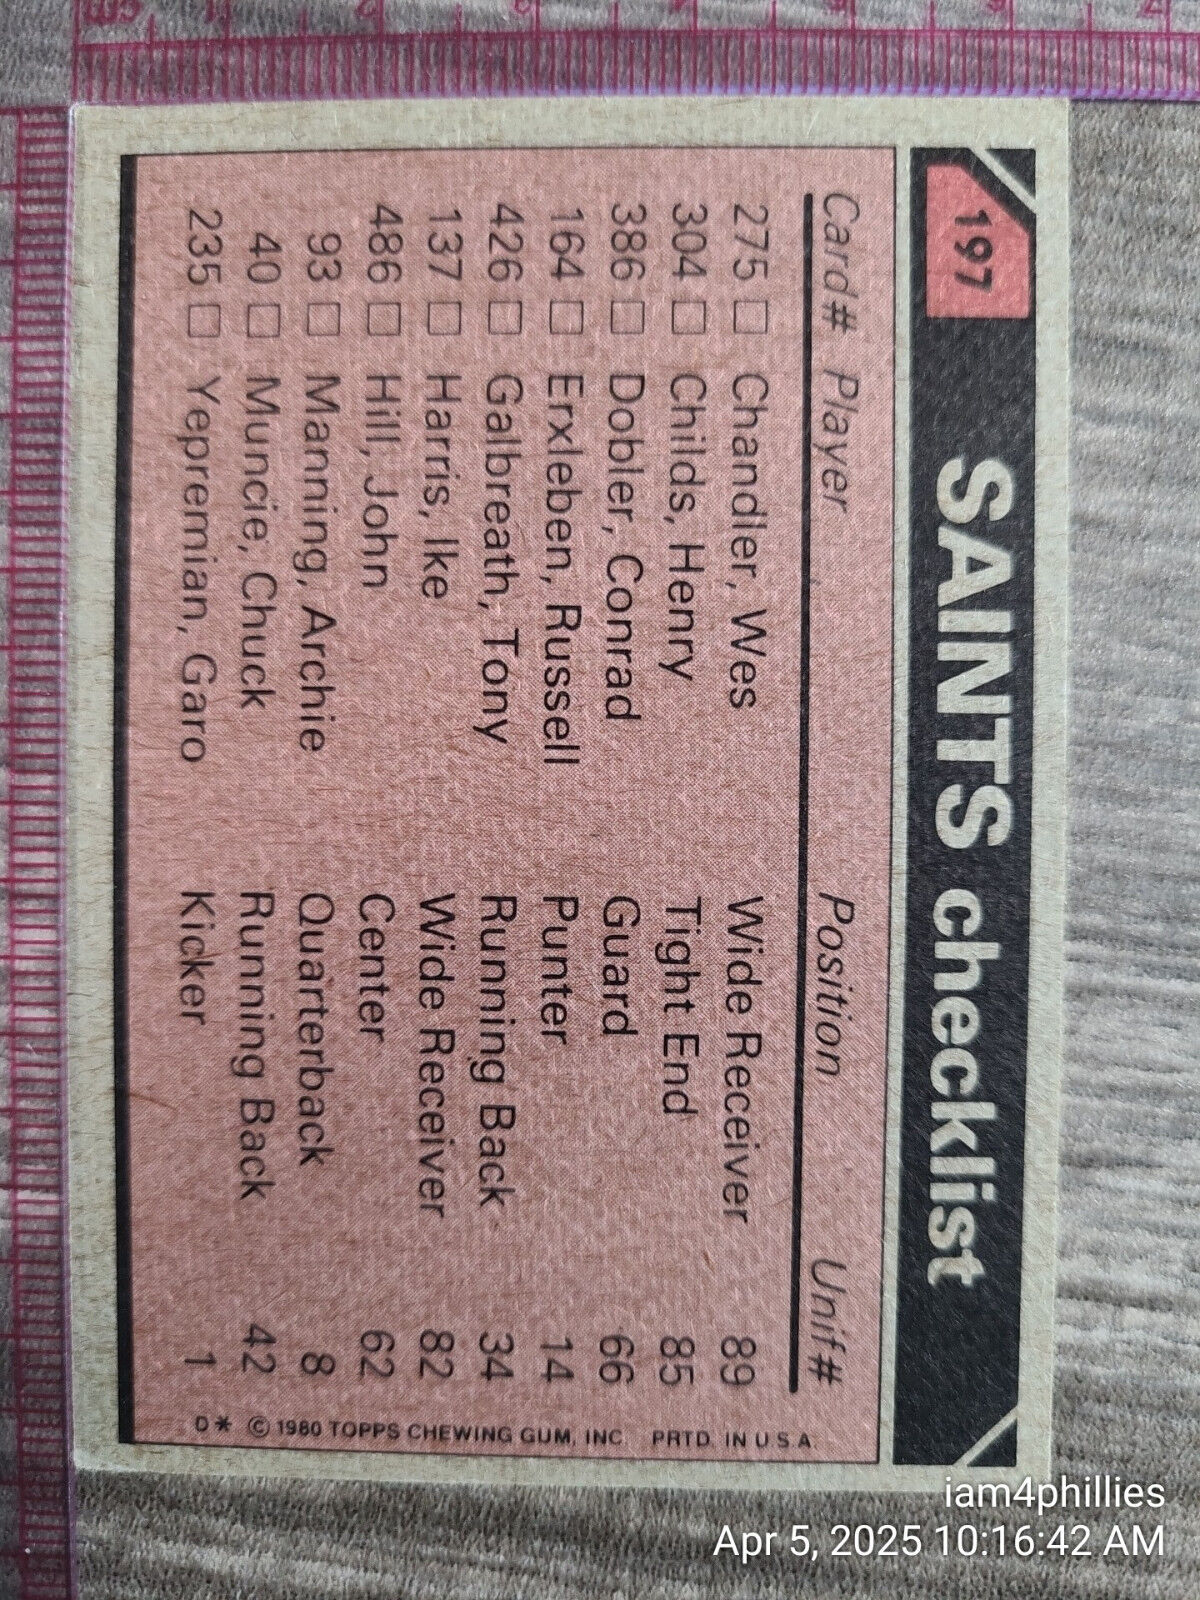 197 SAINTS checklist
Card# Player Position Unif#
275 □ Chandler, Wes Wide Receiver 89
304 □ Childs, Henry Tight End 85
386 □ Dobler, Conrad Guard 66
164 □ Erxleben, Russell Punter 14
426 □ Galbreath, Tony Running Back 34
137 □ Harris, Ike Wide Receiver 82
486 □ Hill, John Center 62
93 □ Manning, Archie Quarterback 8
40 □ Muncie, Chuck Running Back 42
235 □ Yepremian, Garo Kicker 1
D* © 1980 TOPPS CHEWING GUM, INC. PRTD. IN U.S.A.
iam4phillies
Apr 5, 2025 10:16:42 AM